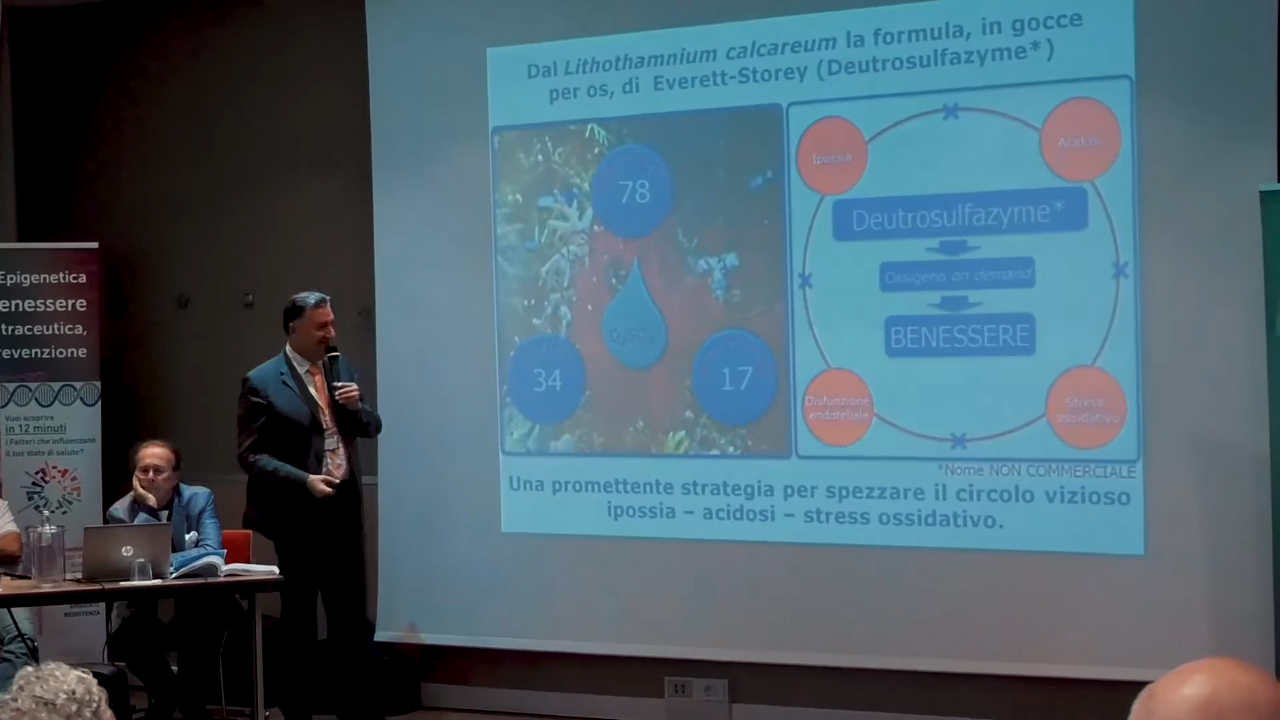 Dal Lithothamnium calcareum la formula, in gocce
per os, di Everett-Storey (Deutrosulfazyme*)
78
34
17
Ipossia
Acidosi
Deutrosulfazyme*
Ossigeno on demand
BENESSERE
Disfunzione
endoteliale
Stress
ossidativo
*Nome NON COMMERCIALE
Una promettente strategia per spezzare il circolo vizioso
ipossia – acidosi – stress ossidativo.
Epigenetica
enessere
traceutica,
revenzione
Vuoi scoprire
in 12 minuti
i Fattori che influenzano
il tuo stato di salute?
RESISTENZA
hp